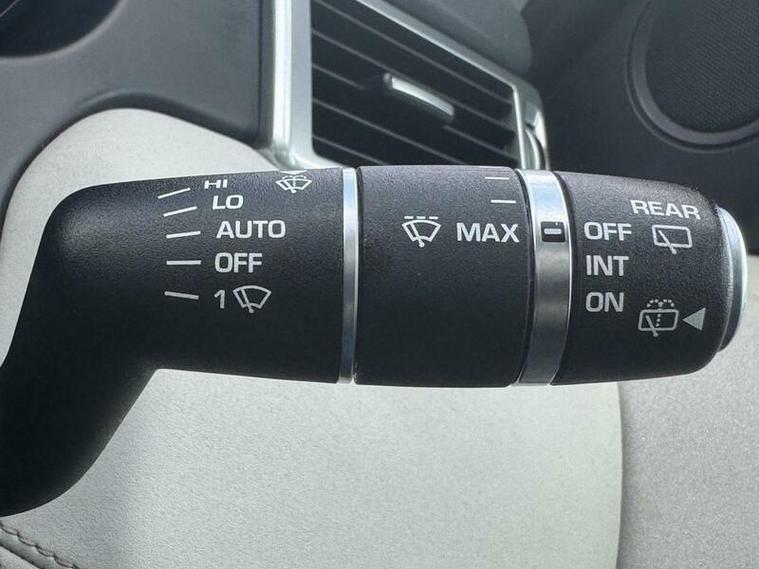 HI
LO
AUTO
OFF
1
MAX
REAR
OFF
INT
ON